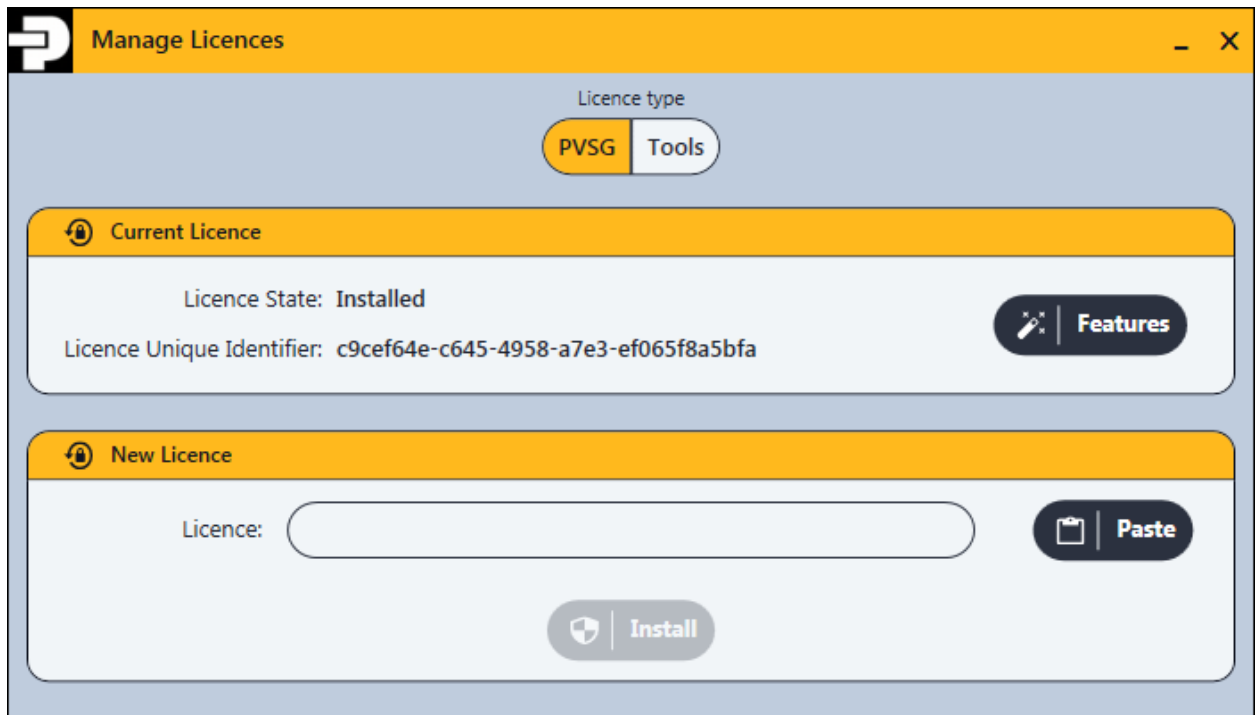 Manage Licences
Licence type
PVSG Tools
Current Licence
Licence State: Installed
Features
Licence Unique Identifier: c9cef64e-c645-4958-a7e3-ef065f8a5bfa
New Licence
Licence:
Paste
Install